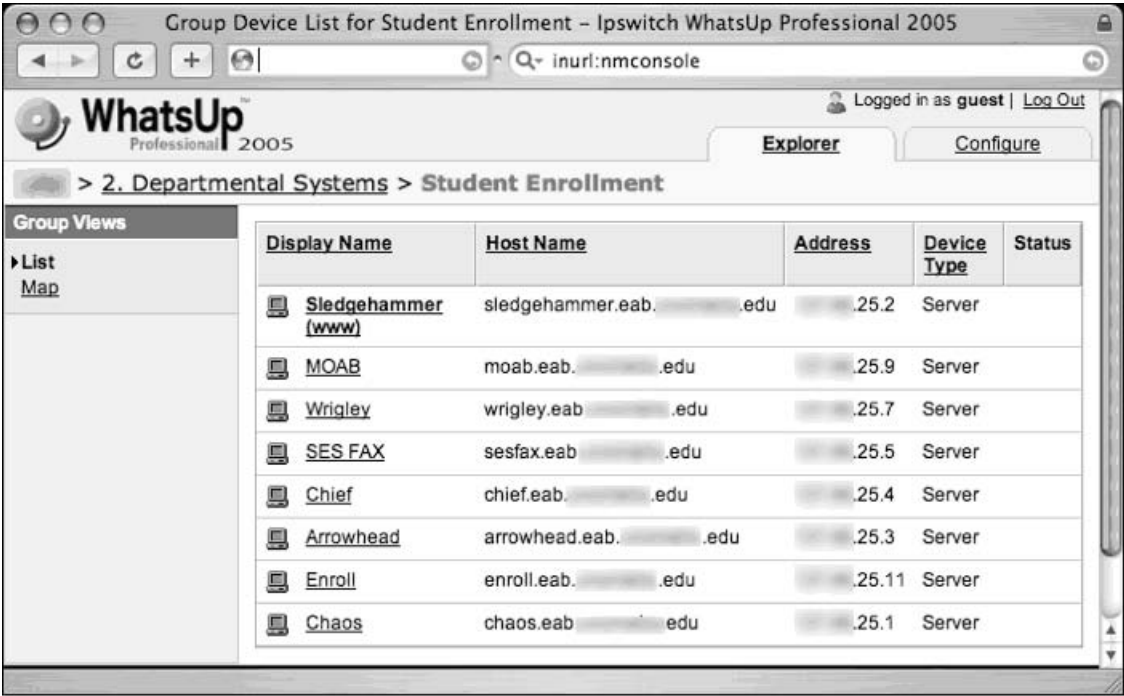 Group Device List for Student Enrollment – Ipswitch WhatsUp Professional 2005
inurl:nmconsole
WhatsUp™
Professional 2005
Logged in as guest | Log Out
Explorer Configure
> 2. Departmental Systems > Student Enrollment
Group Views
List
Map
Display Name Host Name Address Device Type Status
Sledgehammer (www) sledgehammer.eab. .edu .25.2 Server
MOAB moab.eab. .edu .25.9 Server
Wrigley wrigley.eab .edu .25.7 Server
SES FAX sesfax.eab .edu .25.5 Server
Chief chief.eab. .edu .25.4 Server
Arrowhead arrowhead.eab. .edu .25.3 Server
Enroll enroll.eab. .edu .25.11 Server
Chaos chaos.eab edu .25.1 Server